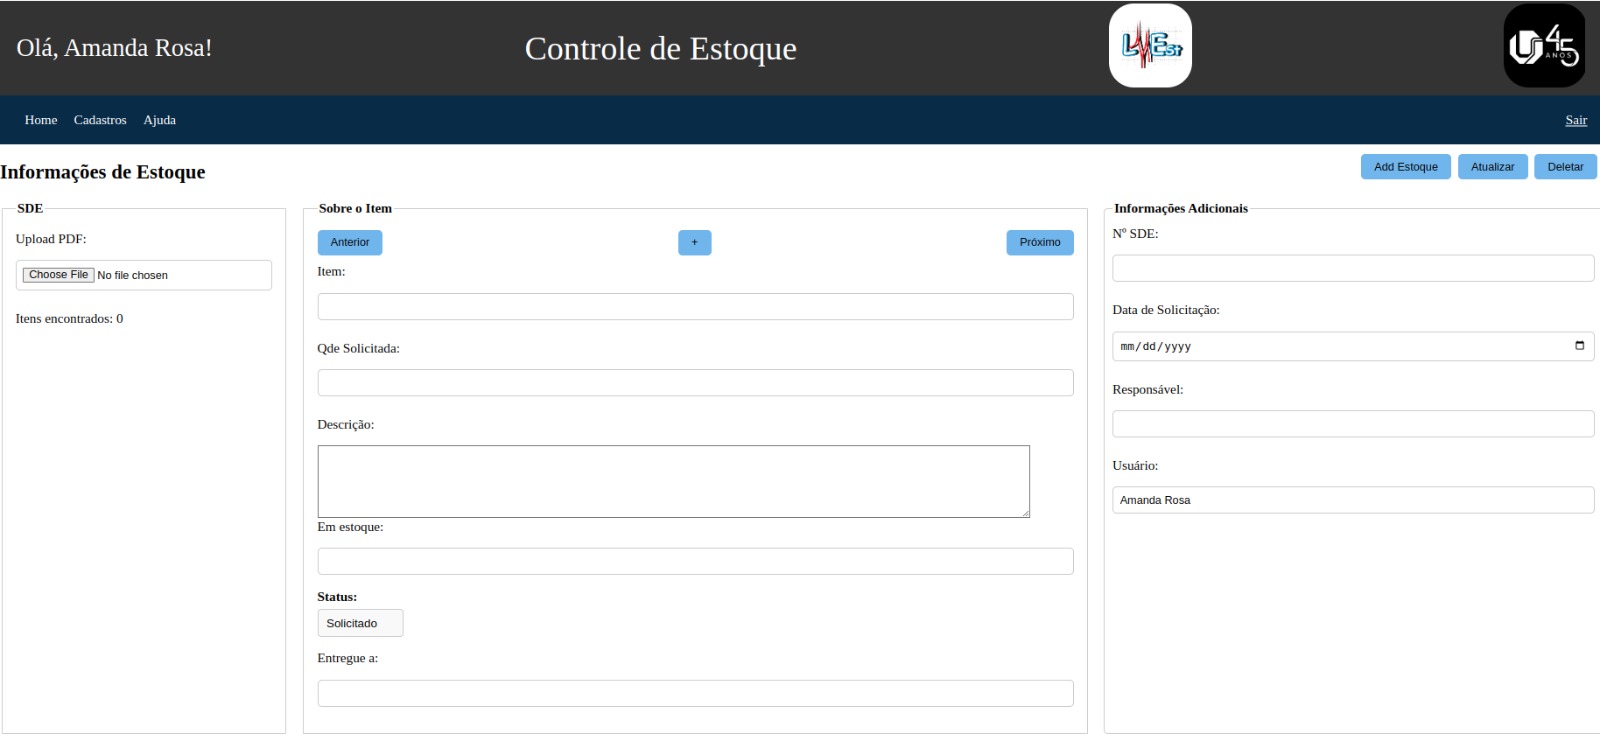 Olá, Amanda Rosa!
Controle de Estoque
LMEst
45
ANOS
Home Cadastros Ajuda
Sair
Informações de Estoque
Add Estoque Atualizar Deletar
SDE
Upload PDF:
Choose File No file chosen
Itens encontrados: 0
Sobre o Item
Anterior + Próximo
Item:
Qde Solicitada:
Descrição:
Em estoque:
Status:
Solicitado
Entregue a:
Informações Adicionais
Nº SDE:
Data de Solicitação:
mm/dd/yyyy
Responsável:
Usuário:
Amanda Rosa